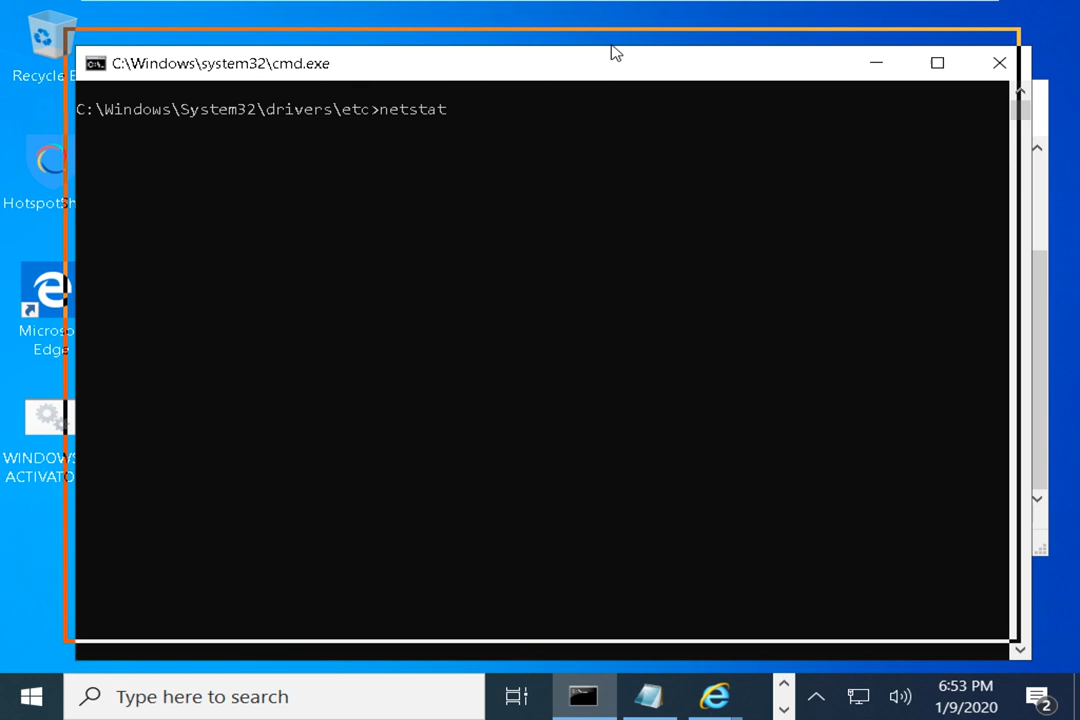 Recycle
C:\Windows\system32\cmd.exe
C:\Windows\System32\drivers\etc>netstat
Microso
Edge
WINDOWS
ACTIVATO
Type here to search
6:53 PM
1/9/2020
2